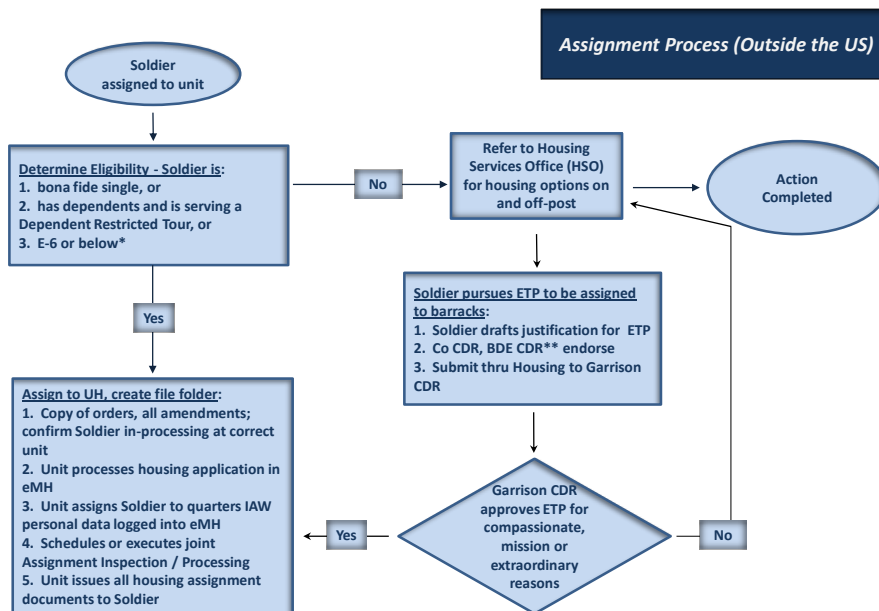 Assignment Process (Outside the US)
Soldier
assigned to unit
Determine Eligibility - Soldier is:
1. bona fide single, or
2. has dependents and is serving a
Dependent Restricted Tour, or
3. E-6 or below*
No
Refer to Housing
Services Office (HSO)
for housing options on
and off-post
Action
Completed
Yes
Soldier pursues ETP to be assigned
to barracks:
1. Soldier drafts justification for ETP
2. Co CDR, BDE CDR** endorse
3. Submit thru Housing to Garrison
CDR
Assign to UH, create file folder:
1. Copy of orders, all amendments;
confirm Soldier in-processing at correct
unit
2. Unit processes housing application in
eMH
3. Unit assigns Soldier to quarters IAW
personal data logged into eMH
4. Schedules or executes joint
Assignment Inspection / Processing
5. Unit issues all housing assignment
documents to Soldier
Yes
Garrison CDR
approves ETP for
compassionate,
mission or
extraordinary
reasons
No